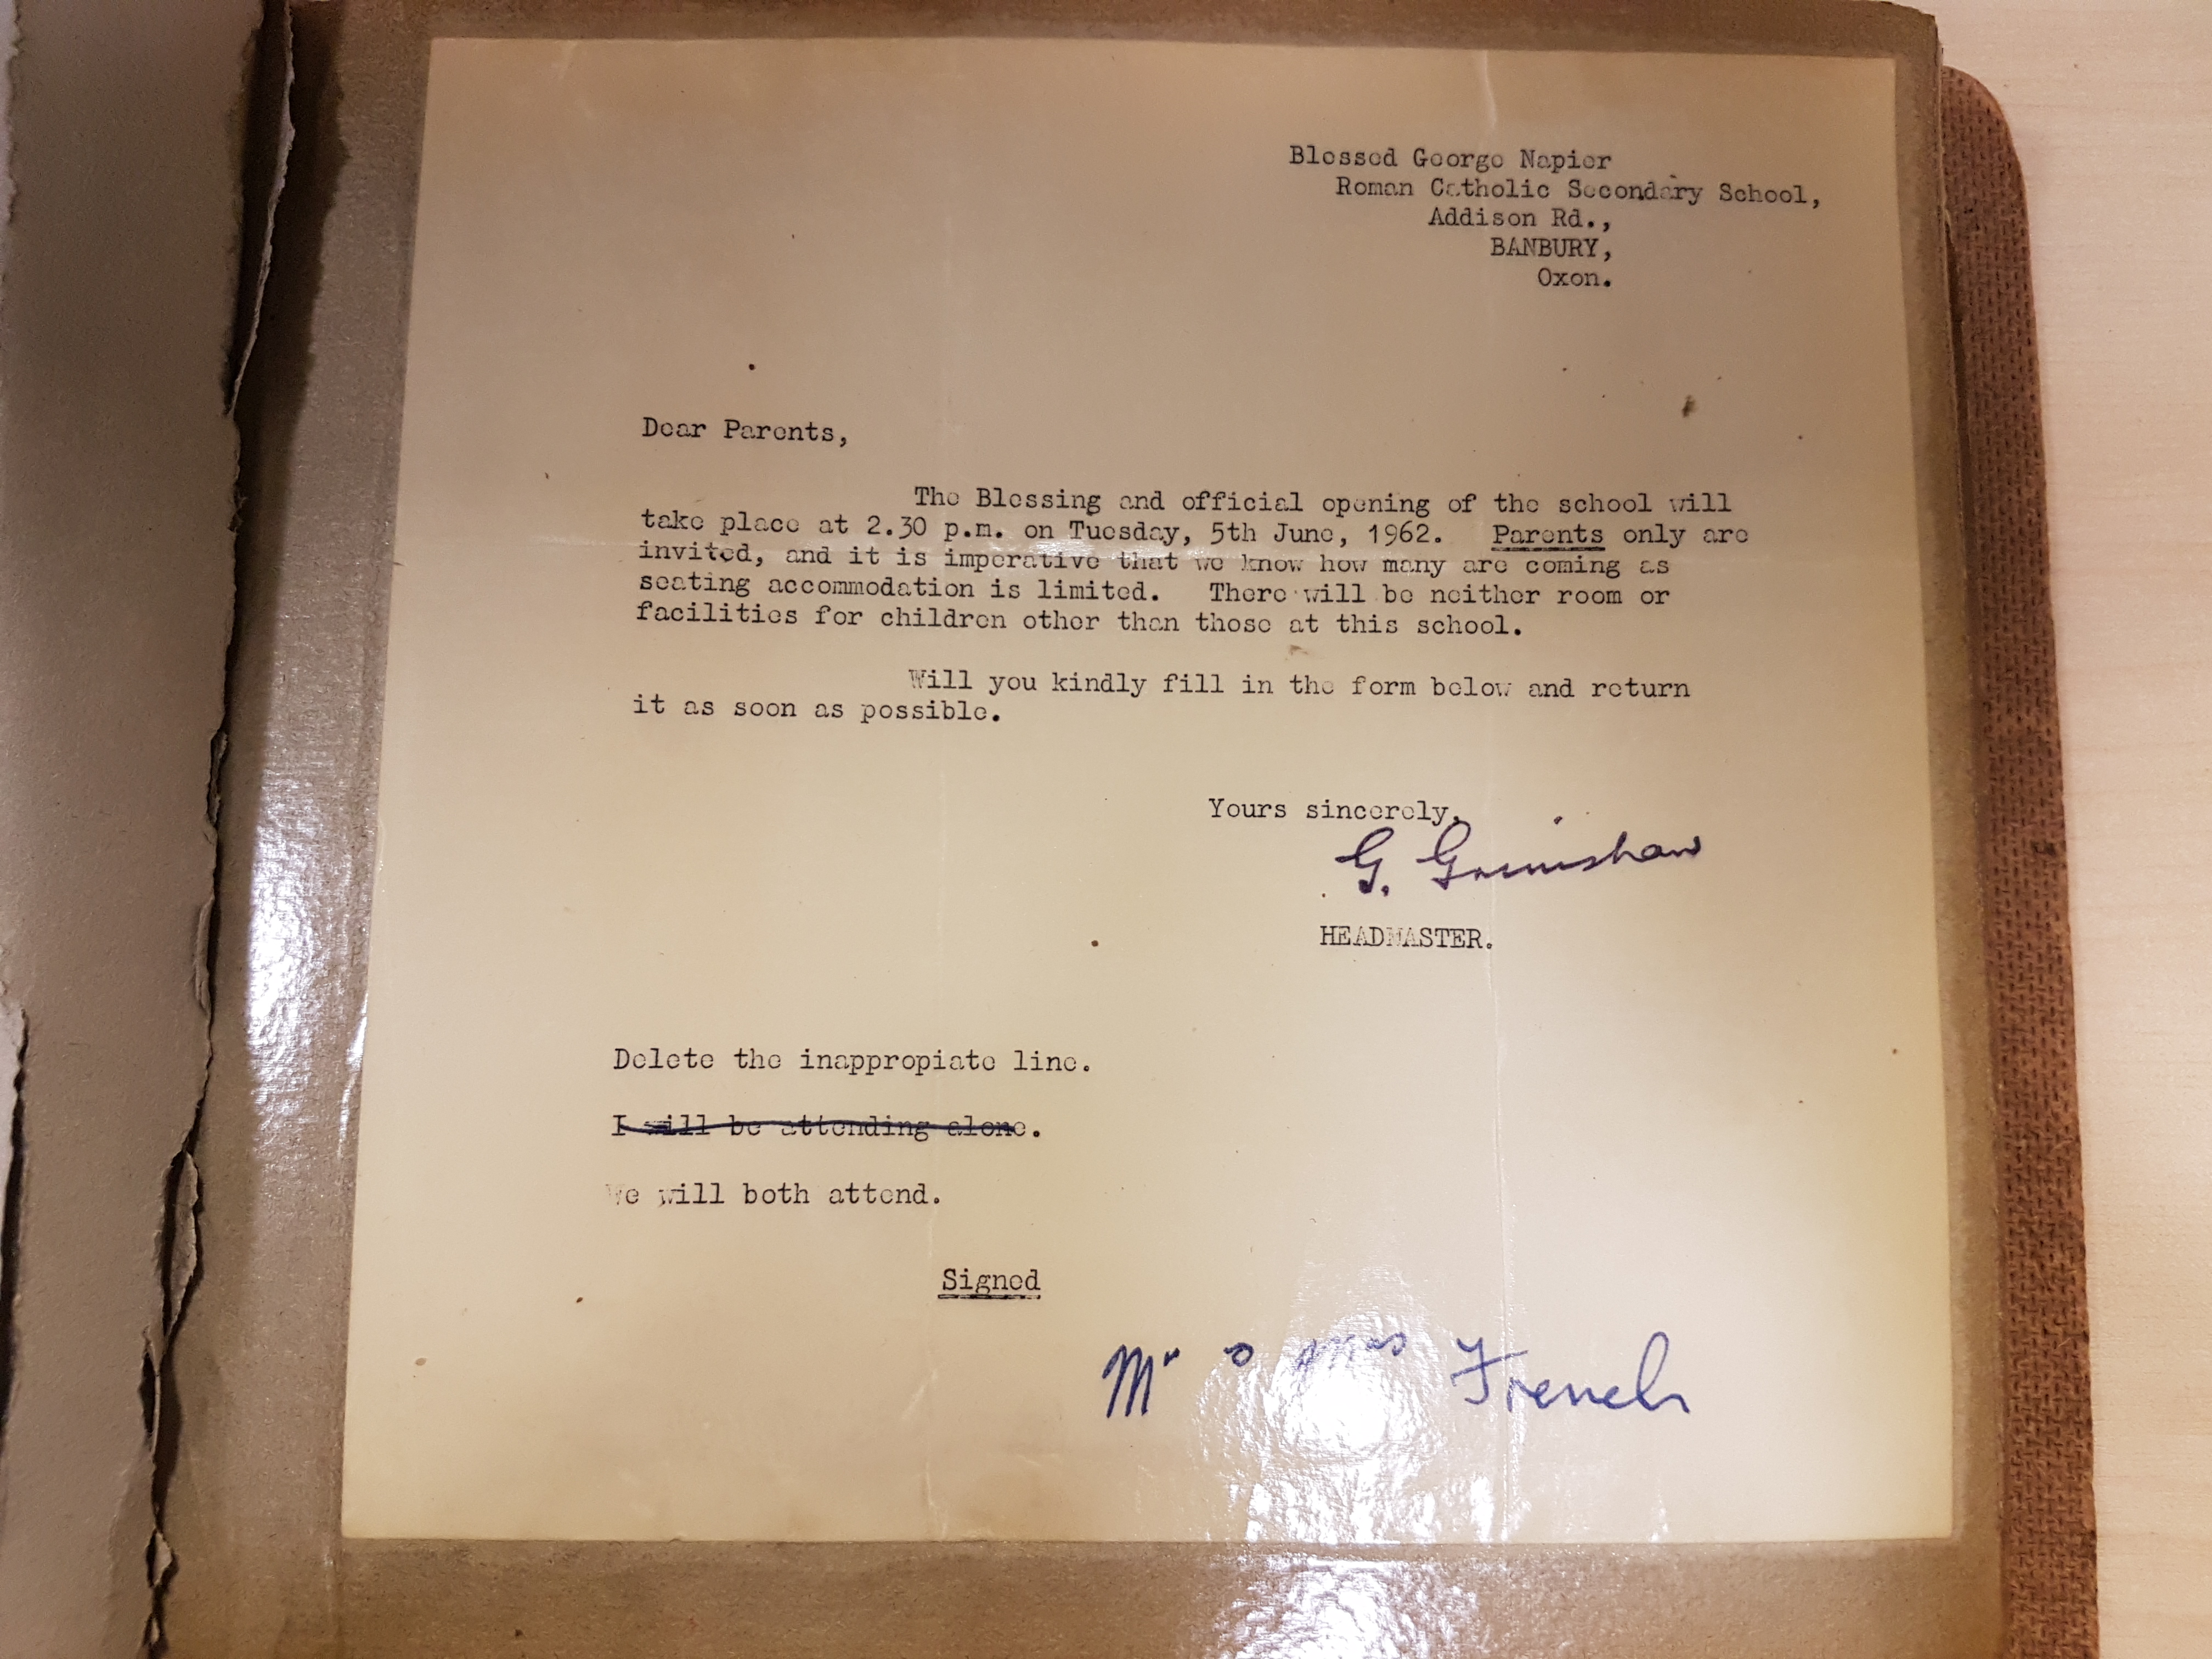 Blessed George Napier
Roman Catholic Secondary School,
Addison Rd.,
BANBURY,
Oxon.
Dear Parents,
The Blessing and official opening of the school will
take place at 2.30 p.m. on Tuesday, 5th June, 1962. Parents only are
invited, and it is imperative that we know how many are coming as
seating accommodation is limited. There will be neither room or
facilities for children other than those at this school.
Will you kindly fill in the form below and return
it as soon as possible.
Yours sincerely,
G. Grimshaw
HEADMASTER.
Delete the inappropiate line.
I will be attending alone.
We will both attend.
Signed
Mr & Mrs French